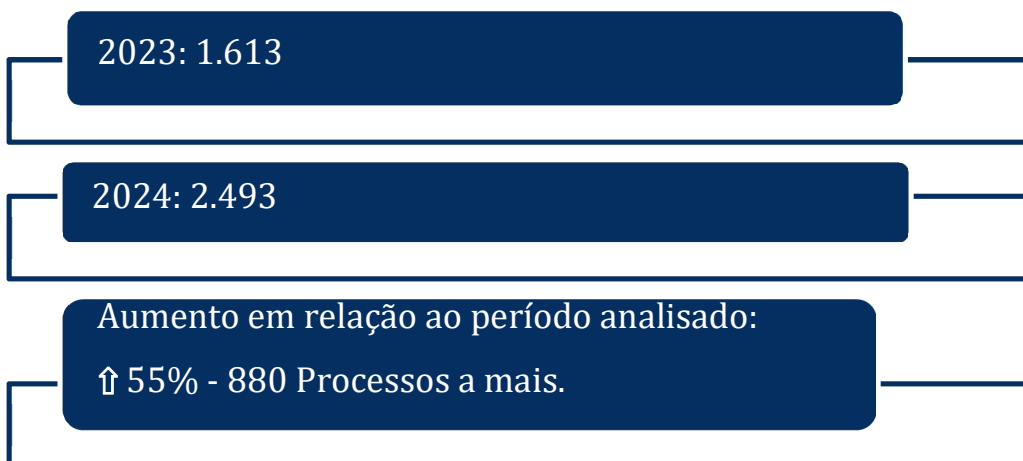 2023: 1.613
2024: 2.493
Aumento em relação ao período analisado:
⇧ 55% - 880 Processos a mais.